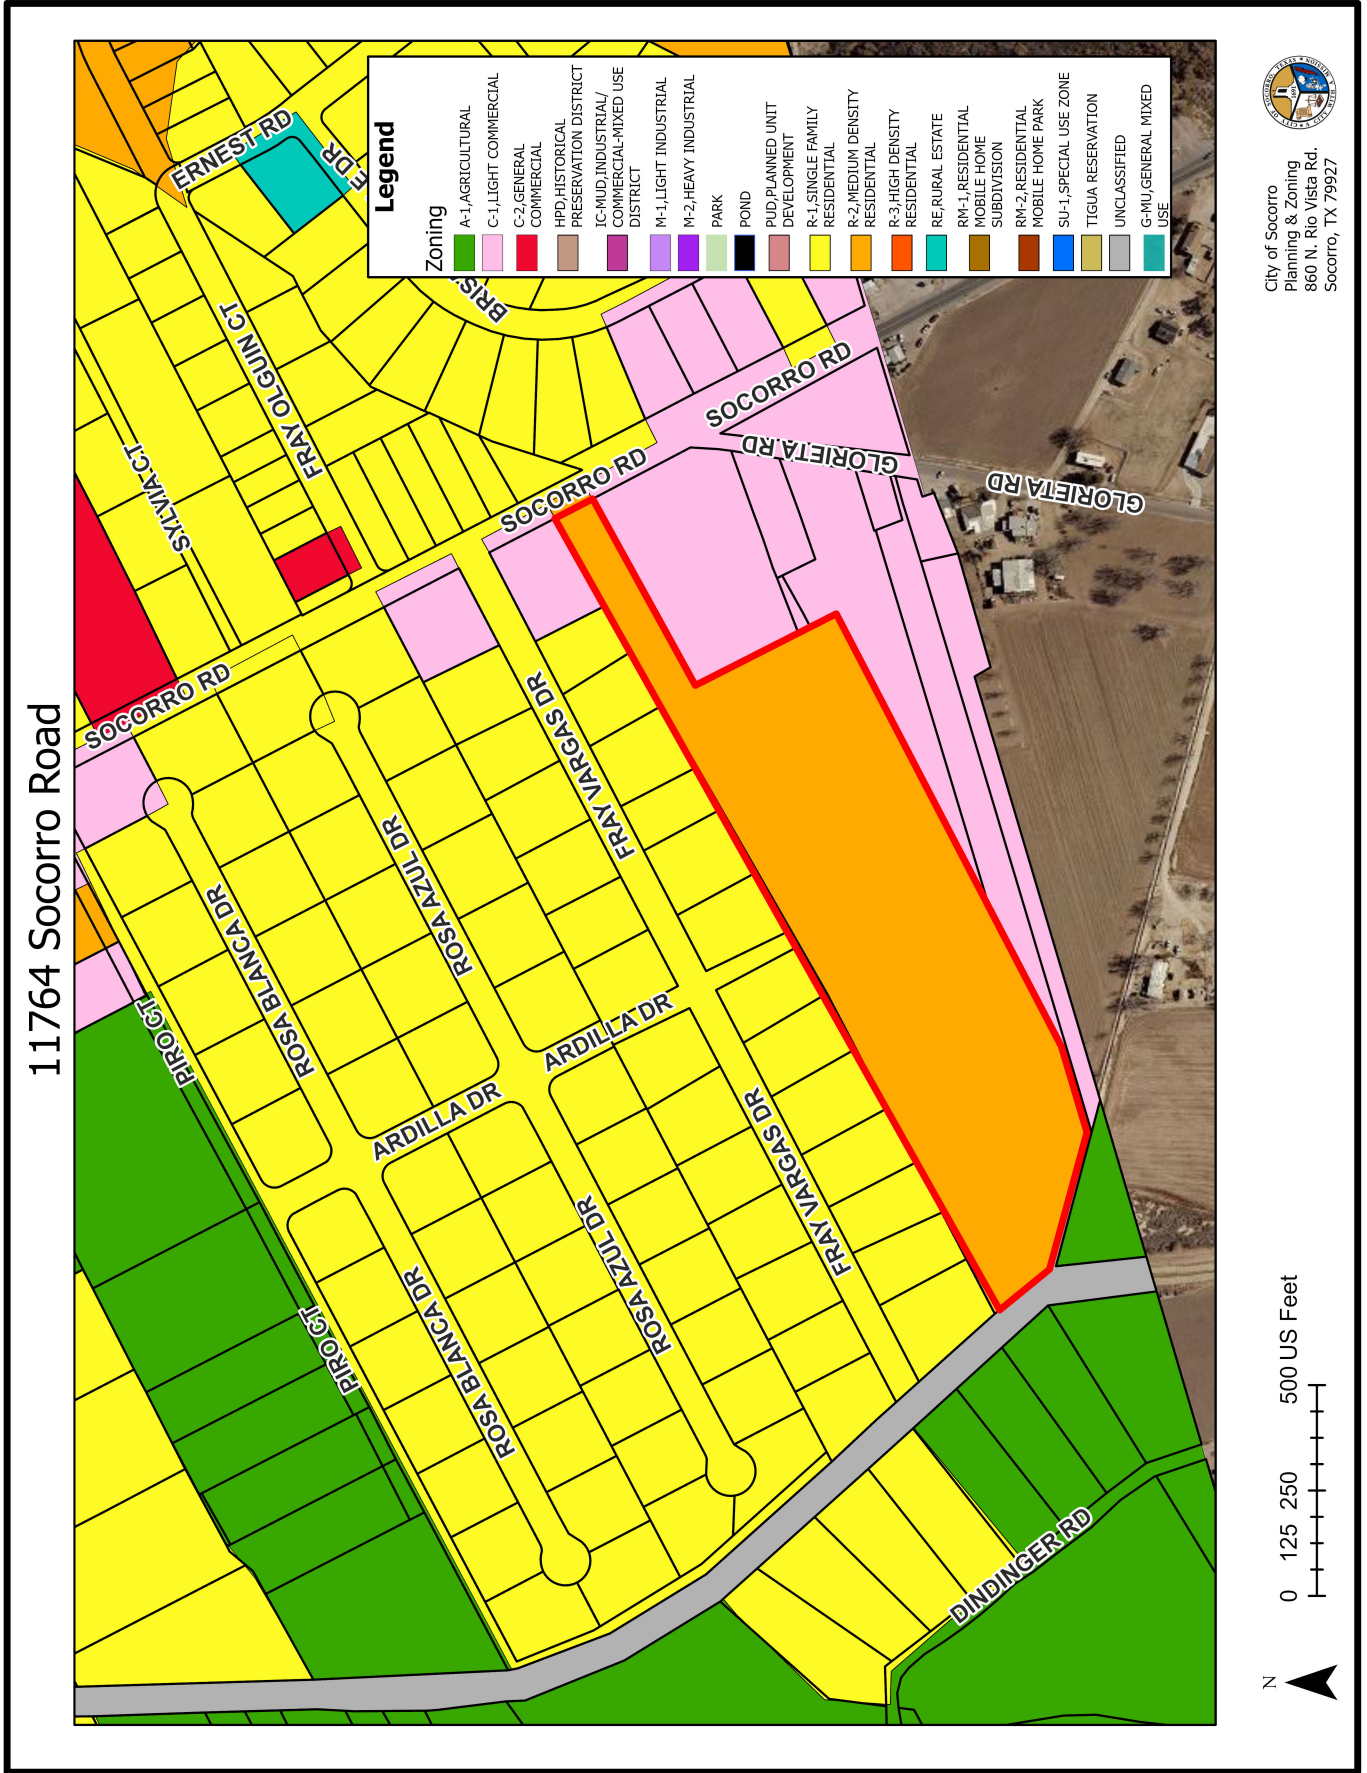 11764 Socorro Road
ERNEST RD
E DR
FRAY OLGUIN CT
BRIS
SYLVIA CT
SOCORRO RD
SOCORRO RD
SOCORRO RD
GLORIETA RD
GLORIETA RD
FRAY VARGAS DR
ROSA AZUL DR
ROSA BLANCA DR
PIRO CT
ARDILLA DR
ARDILLA DR
FRAY VARGAS DR
ROSA AZUL DR
ROSA BLANCA DR
PIRO CT
DINDINGER RD
Legend
Zoning
A-1,AGRICULTURAL
C-1,LIGHT COMMERCIAL
C-2,GENERAL
COMMERCIAL
HPD,HISTORICAL
PRESERVATION DISTRICT
IC-MUD,INDUSTRIAL/
COMMERCIAL-MIXED USE
DISTRICT
M-1,LIGHT INDUSTRIAL
M-2,HEAVY INDUSTRIAL
PARK
POND
PUD,PLANNED UNIT
DEVELOPMENT
R-1,SINGLE FAMILY
RESIDENTIAL
R-2,MEDIUM DENSITY
RESIDENTIAL
R-3,HIGH DENSITY
RESIDENTIAL
RE,RURAL ESTATE
RM-1,RESIDENTIAL
MOBILE HOME
SUBDIVISION
RM-2,RESIDENTIAL
MOBILE HOME PARK
SU-1,SPECIAL USE ZONE
TIGUA RESERVATION
UNCLASSIFIED
G-MU,GENERAL MIXED
USE
N
0 125 250 500 US Feet
City of Socorro
Planning & Zoning
860 N. Rio Vista Rd.
Socorro, TX 79927